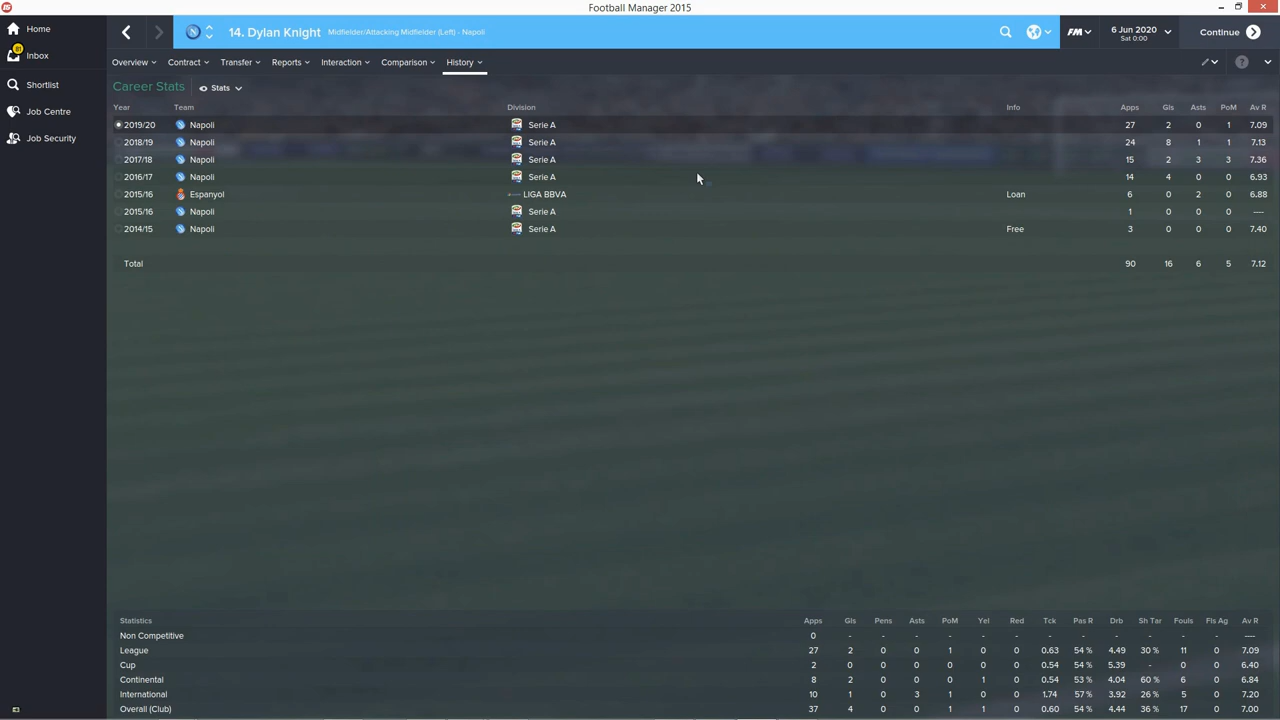 Football Manager 2015
Home
14. Dylan Knight Midfielder/Attacking Midfielder (Left) - Napoli
FM 6 Jun 2020 Sat 0:00 Continue
81 Inbox
Overview Contract Transfer Reports Interaction Comparison History
Shortlist
Career Stats Stats
Job Centre
Job Security
Year Team Division Info Apps Gls Asts PoM Av R
2019/20 Napoli Serie A 27 2 0 1 7.09
2018/19 Napoli Serie A 24 8 1 1 7.13
2017/18 Napoli Serie A 15 2 3 3 7.36
2016/17 Napoli Serie A 14 4 0 0 6.93
2015/16 Espanyol LIGA BBVA Loan 6 0 2 0 6.88
2015/16 Napoli Serie A 1 0 0 0 ----
2014/15 Napoli Serie A Free 3 0 0 0 7.40
Total 90 16 6 5 7.12
Statistics Apps Gls Pens Asts PoM Yel Red Tck Pas R Drb Sh Tar Fouls Fls Ag Av R
Non Competitive 0 - - - - - - - - - - - - ----
League 27 2 0 0 1 0 0 0.63 54 % 4.49 30 % 11 0 7.09
Cup 2 0 0 0 0 0 0 0.54 54 % 5.39 - 0 0 6.40
Continental 8 2 0 0 0 1 0 0.54 53 % 4.04 60 % 6 0 6.84
International 10 1 0 3 1 0 0 1.74 57 % 3.92 26 % 5 0 7.20
Overall (Club) 37 4 0 0 1 1 0 0.60 54 % 4.44 36 % 17 0 7.00